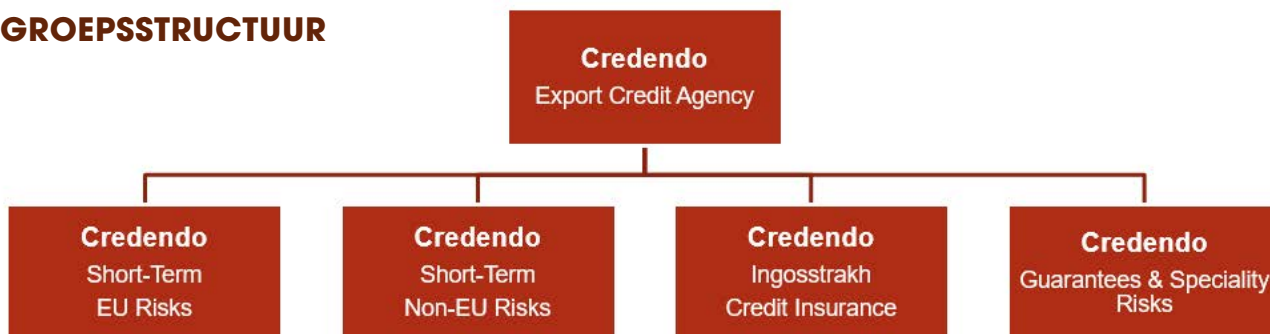 GROEPSSTRUCTUUR
Credendo
Export Credit Agency
Credendo
Short-Term
EU Risks
Credendo
Short-Term
Non-EU Risks
Credendo
Ingosstrakh
Credit Insurance
Credendo
Guarantees & Speciality
Risks